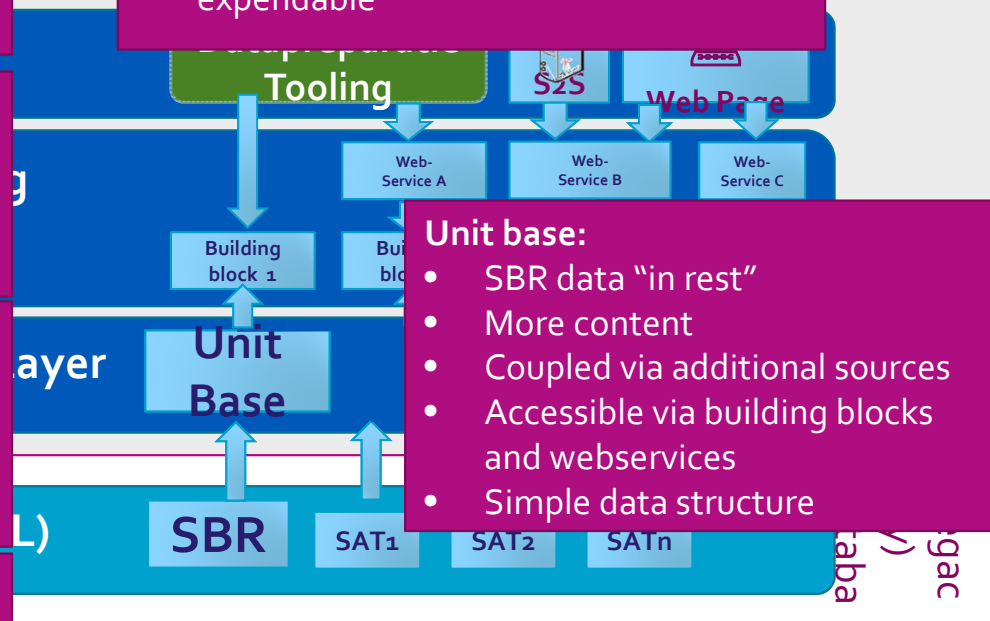 expendable
Tooling
S2S
Web Page
g
Web-
Service A
Web-
Service B
Web-
Service C
Building
block 1
Unit base:
• SBR data “in rest”
• More content
• Coupled via additional sources
• Accessible via building blocks
and webservices
• Simple data structure
ayer
Unit
Base
L)
SBR
SAT1
SAT2
SATn